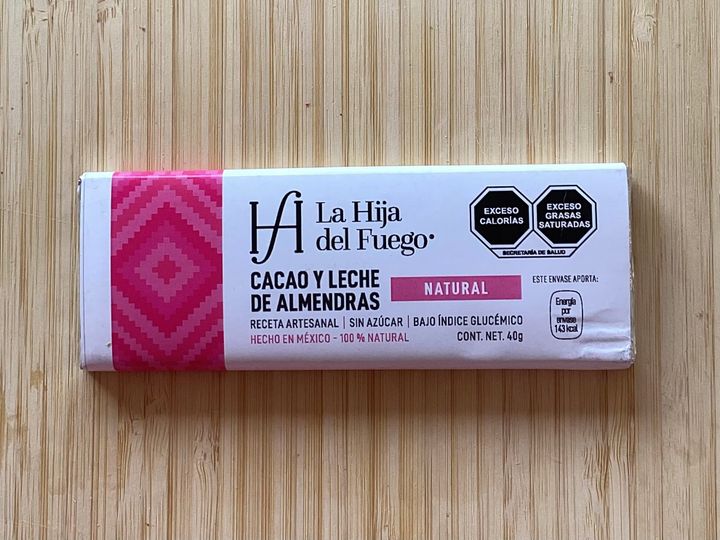 HF La Hija
del Fuego·
CACAO Y LECHE
DE ALMENDRAS
NATURAL
RECETA ARTESANAL | SIN AZÚCAR | BAJO ÍNDICE GLUCÉMICO
HECHO EN MÉXICO - 100 % NATURAL
CONT. NET. 40g
EXCESO
CALORÍAS
EXCESO
GRASAS
SATURADAS
SECRETARÍA DE SALUD
ESTE ENVASE APORTA:
Energía
por
envase
143 kcal